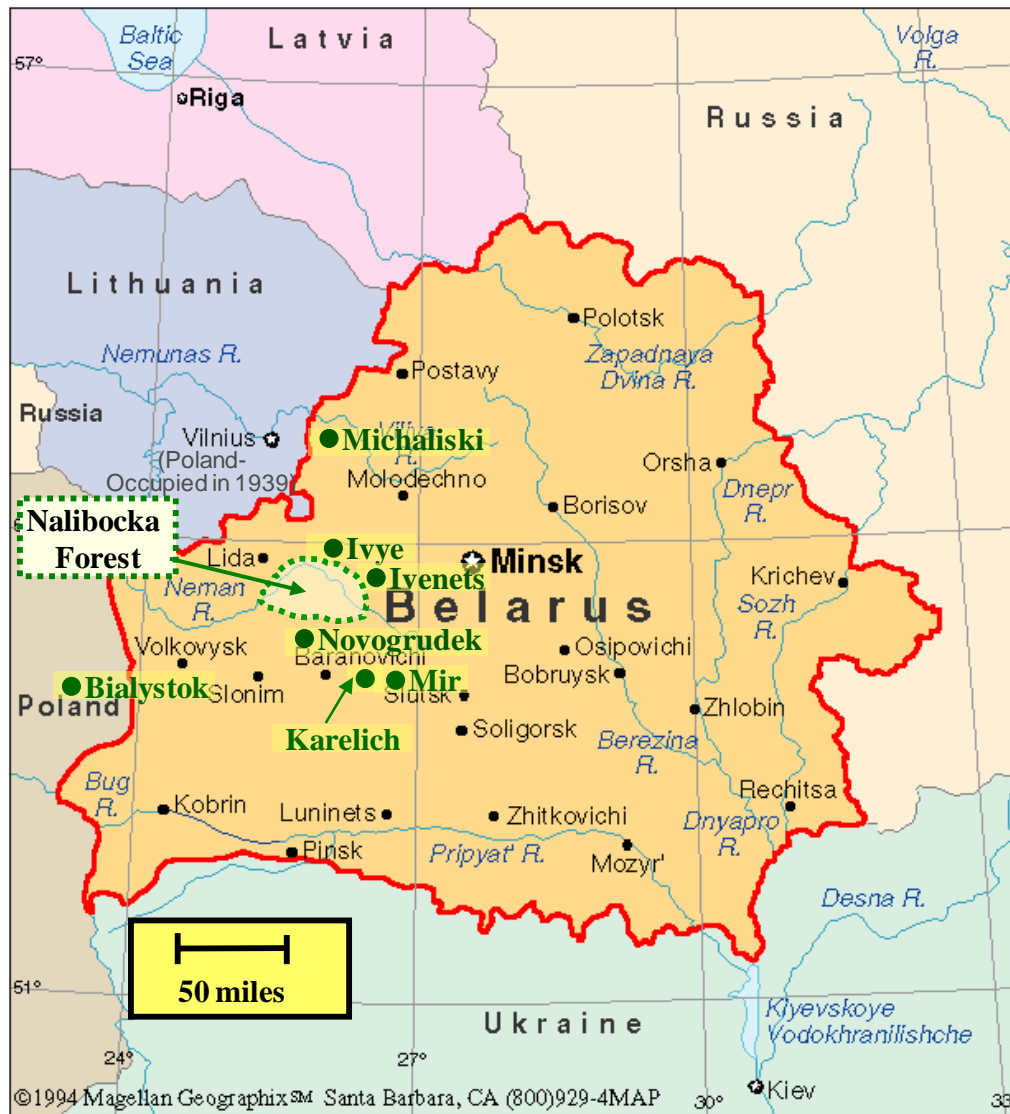 Baltic
Sea
Latvia
Volga
R.
57°
Riga
Russia
Lithuania
Polotsk
Nemunas R.
Zapadnaya
Dvina R.
Postavy
Russia
Vilnius
Michaliski
(Poland-
Occupied in 1939)
R.
Molodechno
Orsha
Dnepr
R.
Borisov
Nalibocka
Forest
Lida
Ivye
Minsk
Ivenets
Krichev
Neman
R.
Belarus
Sozh
R.
Novogrudek
Volkovysk
Baranovichi
Osipovichi
Bobruysk
Bialystok
Slonim
Mir
Slutsk
Poland
Zhlobin
Karelich
Soligorsk
Berezina
R.
Bug
R.
Kobrin
Luninets
Zhitkovichi
Rechitsa
Dnyapro
R.
Pinsk
Pripyat' R.
Mozyr'
Desna R.
50 miles
51°
Ukraine
Kiyevskoye
Vodokhranilishche
24°
27°
30°
33
Kiev
©1994 Magellan Geographix℠ Santa Barbara, CA (800)929-4MAP